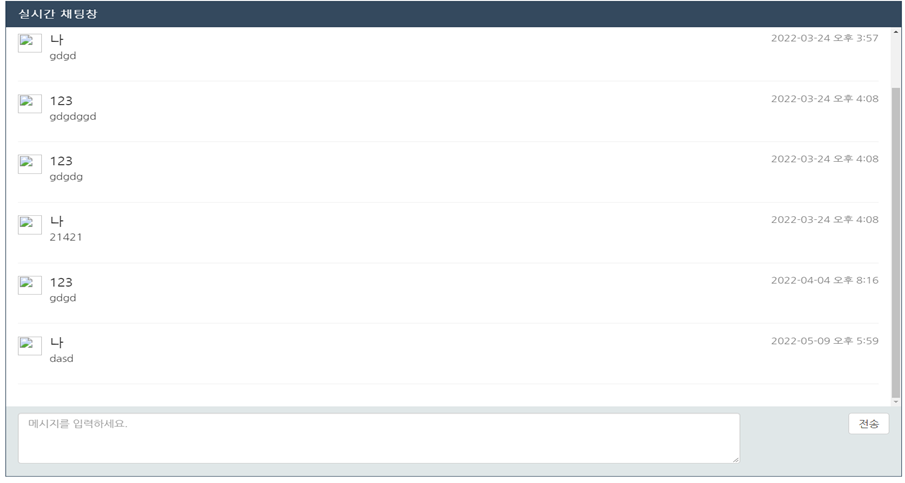 실시간 채팅창
나 2022-03-24 오후 3:57
gdgd
123 2022-03-24 오후 4:08
gdgdggd
123 2022-03-24 오후 4:08
gdgdg
나 2022-03-24 오후 4:08
21421
123 2022-04-04 오후 8:16
gdgd
나 2022-05-09 오후 5:59
dasd
메시지를 입력하세요. 전송